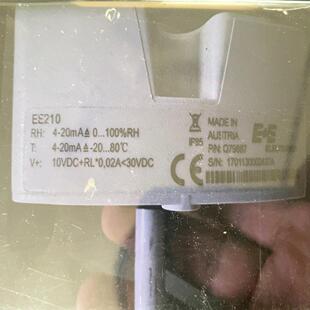 EE210
RH: 4-20mA≙0...100%RH
T: 4-20mA≙-20...80°C
V+: 10VDC+RL*0,02A<30VDC
IP65
MADE IN
AUSTRIA
P/N: Q79887
S/N:
CE
E+E